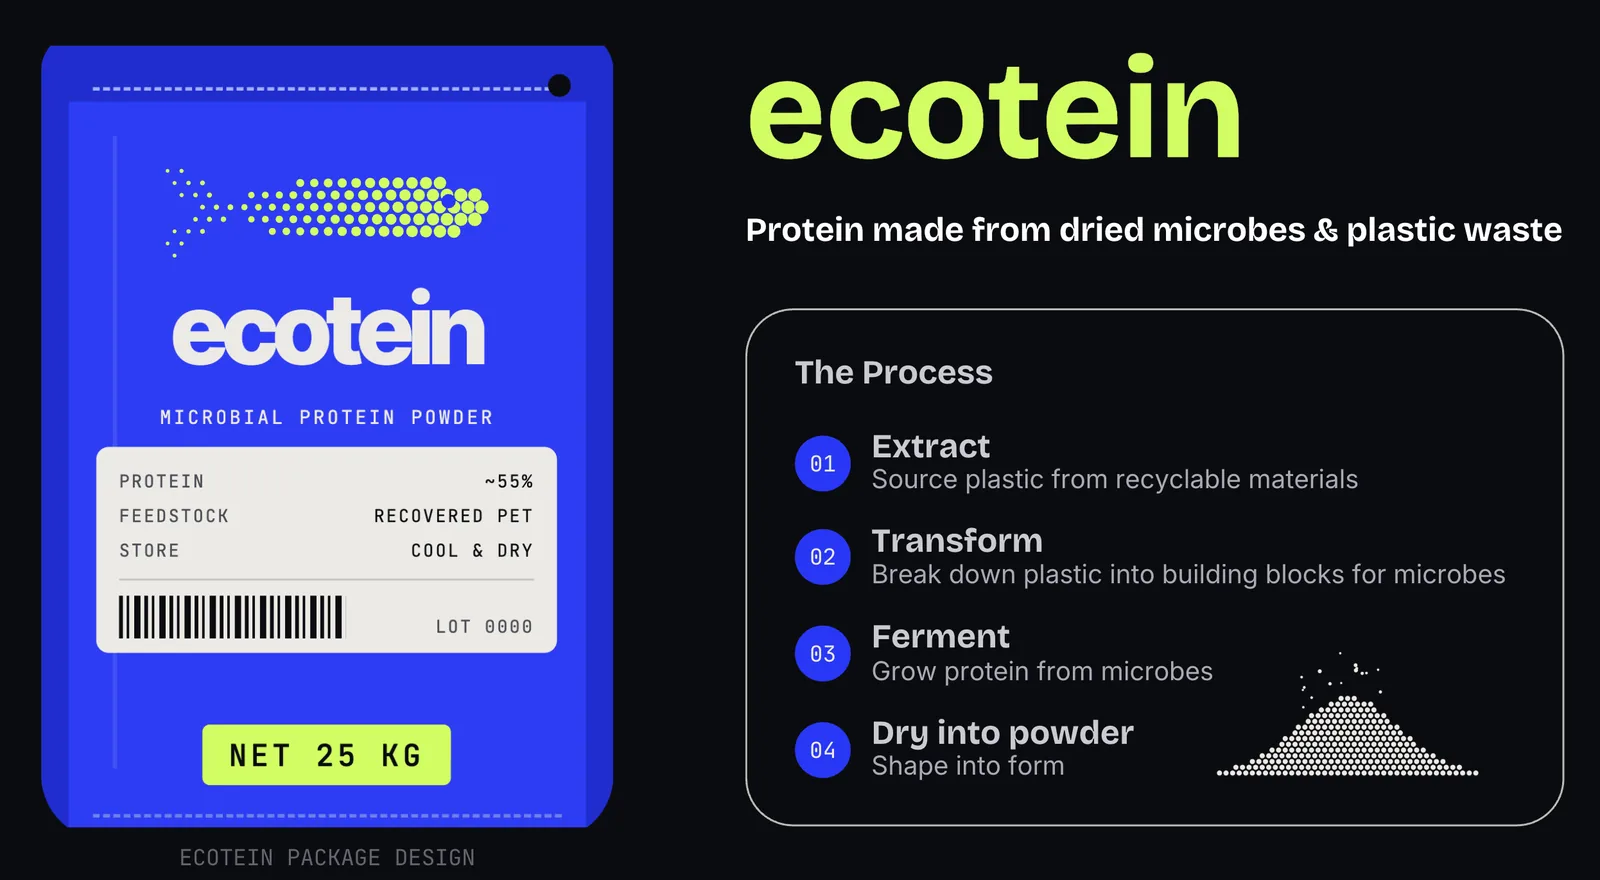 ecotein
MICROBIAL PROTEIN POWDER
PROTEIN ~55%
FEEDSTOCK RECOVERED PET
STORE COOL & DRY
LOT 0000
NET 25 KG
ECOTEIN PACKAGE DESIGN
ecotein
Protein made from dried microbes & plastic waste
The Process
01 Extract
Source plastic from recyclable materials
02 Transform
Break down plastic into building blocks for microbes
03 Ferment
Grow protein from microbes
04 Dry into powder
Shape into form